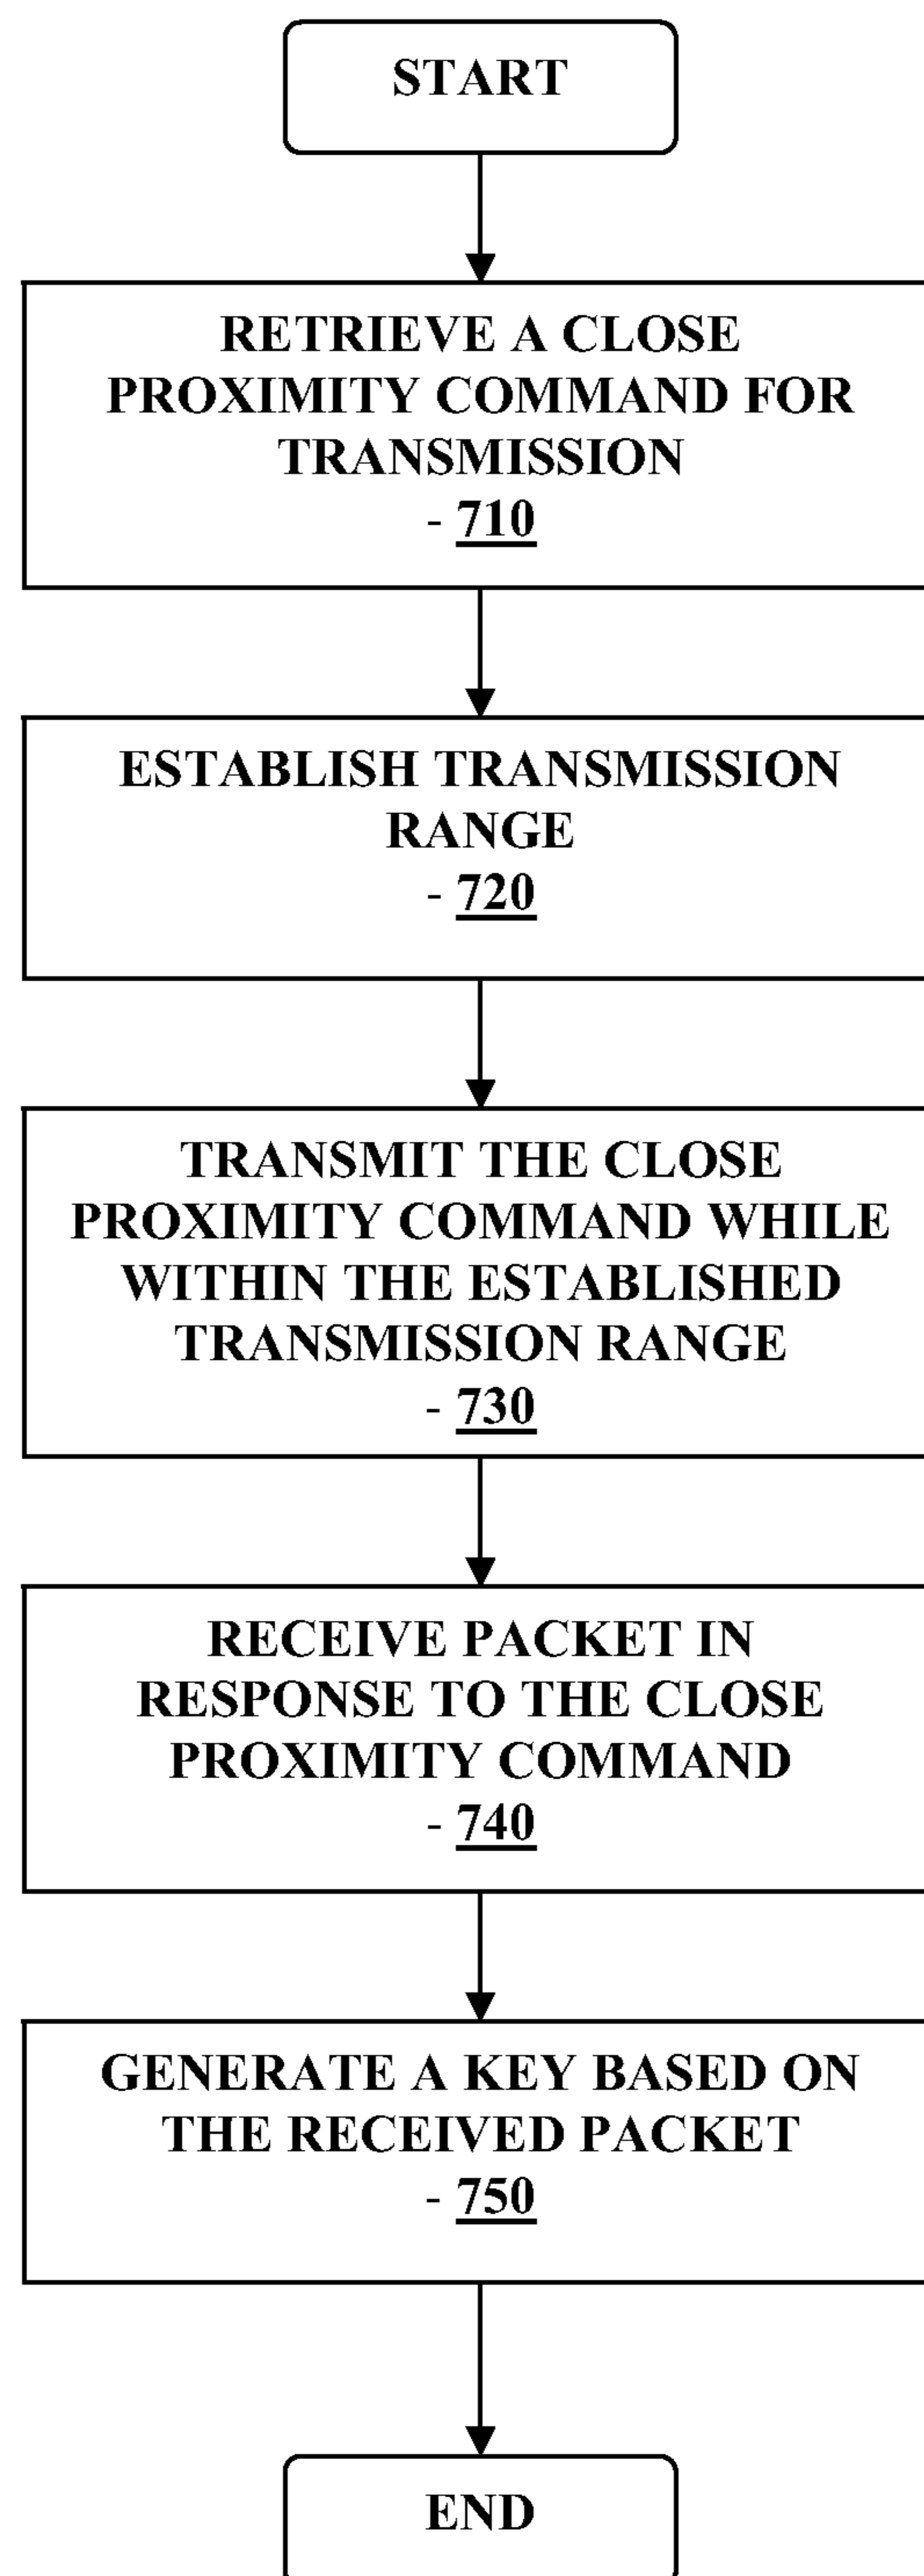 START
RETRIEVE A CLOSE
PROXIMITY COMMAND FOR
TRANSMISSION
- 710
ESTABLISH TRANSMISSION
RANGE
- 720
TRANSMIT THE CLOSE
PROXIMITY COMMAND WHILE
WITHIN THE ESTABLISHED
TRANSMISSION RANGE
- 730
RECEIVE PACKET IN
RESPONSE TO THE CLOSE
PROXIMITY COMMAND
- 740
GENERATE A KEY BASED ON
THE RECEIVED PACKET
- 750
END